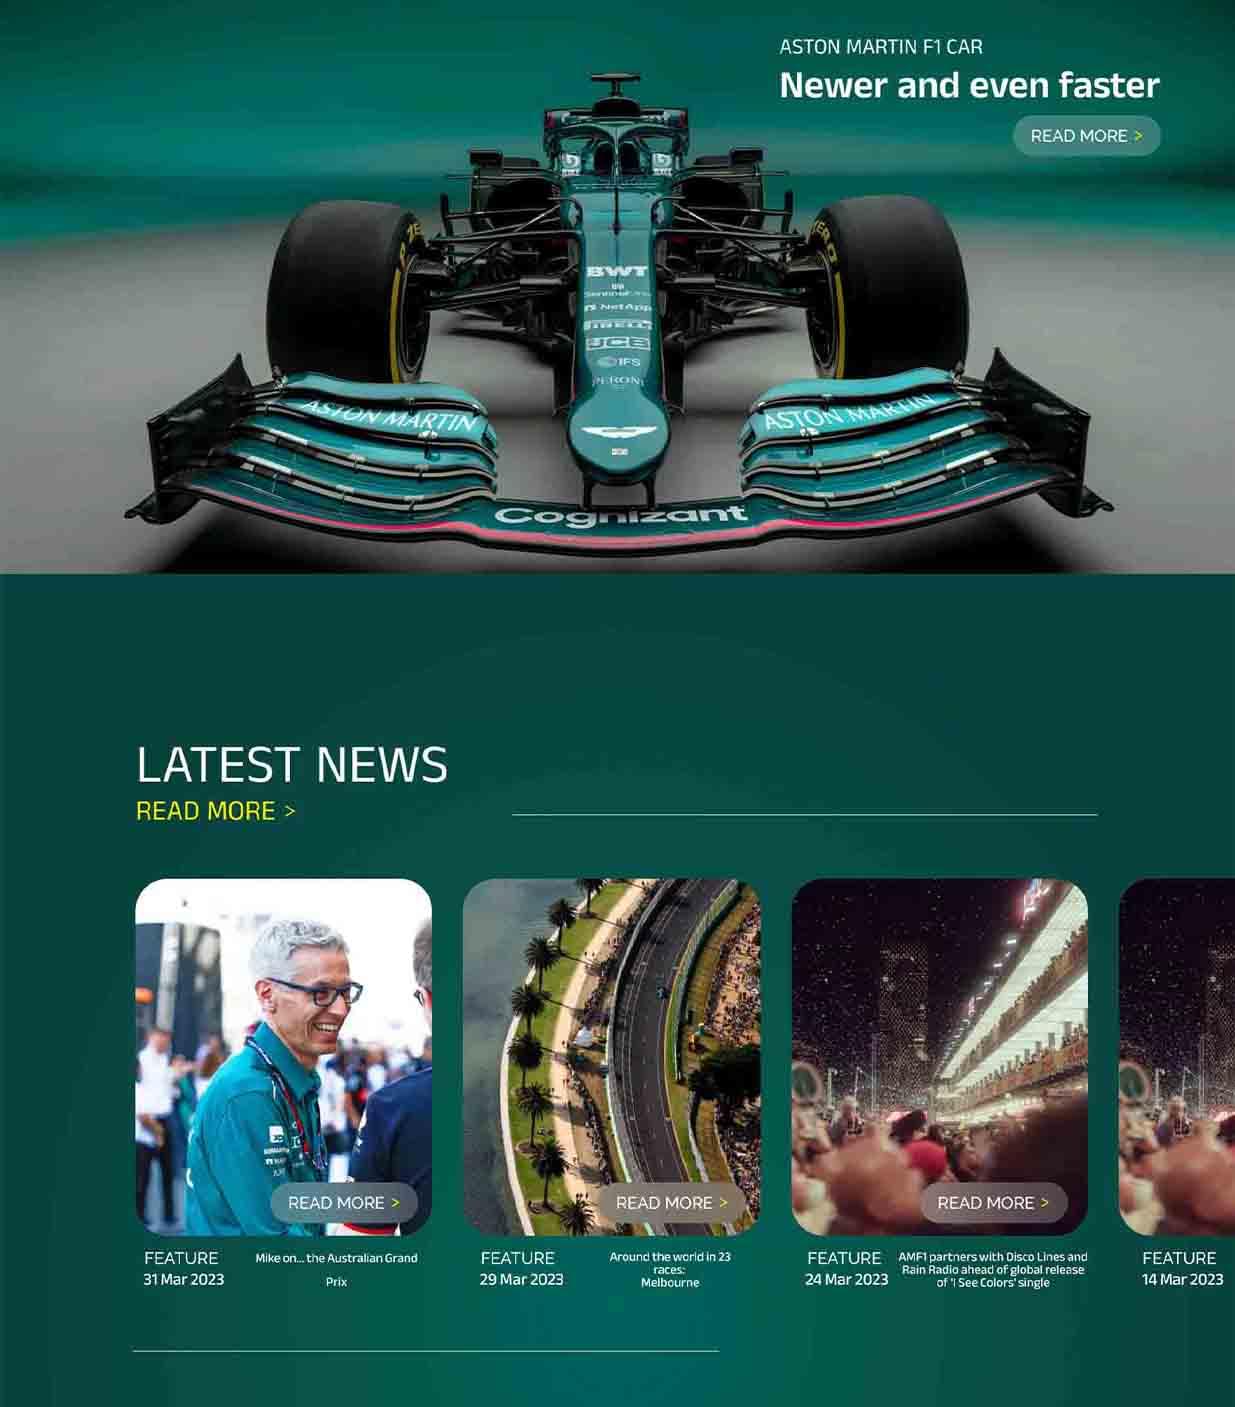 ASTON MARTIN F1 CAR
Newer and even faster
READ MORE >
P ZERO
BWT
NetApp
PIRELLI
JCB
IFS
PERONI
ASTON MARTIN
ASTON MARTIN
Cognizant
LATEST NEWS
READ MORE >
READ MORE >
READ MORE >
READ MORE >
FEATURE
31 Mar 2023
Mike on... the Australian Grand
Prix
FEATURE
29 Mar 2023
Around the world in 23
races:
Melbourne
FEATURE
24 Mar 2023
AMF1 partners with Disco Lines and
Rain Radio ahead of global release
of 'I See Colors' single
FEATURE
14 Mar 2023